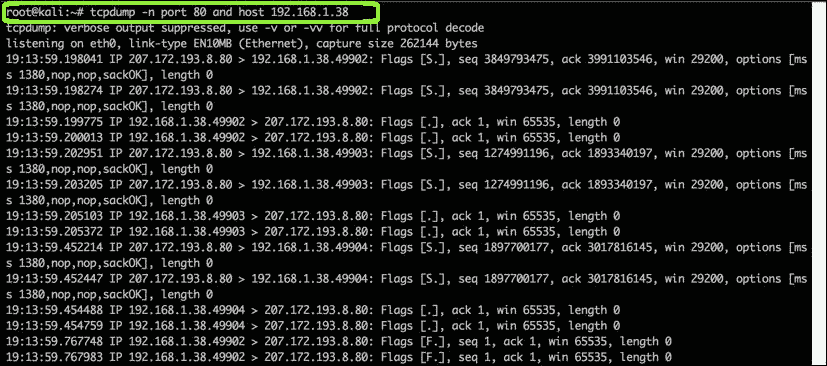 root@kali:~# tcpdump -n port 80 and host 192.168.1.38
tcpdump: verbose output suppressed, use -v or -vv for full protocol decode
listening on eth0, link-type EN10MB (Ethernet), capture size 262144 bytes
19:13:59.198041 IP 207.172.193.8.80 > 192.168.1.38.49902: Flags [S.], seq 3849793475, ack 3991103546, win 29200, options [ms
s 1380,nop,nop,sackOK], length 0
19:13:59.198274 IP 207.172.193.8.80 > 192.168.1.38.49902: Flags [S.], seq 3849793475, ack 3991103546, win 29200, options [ms
s 1380,nop,nop,sackOK], length 0
19:13:59.199775 IP 192.168.1.38.49902 > 207.172.193.8.80: Flags [.], ack 1, win 65535, length 0
19:13:59.200013 IP 192.168.1.38.49902 > 207.172.193.8.80: Flags [.], ack 1, win 65535, length 0
19:13:59.202951 IP 207.172.193.8.80 > 192.168.1.38.49903: Flags [S.], seq 1274991196, ack 1893340197, win 29200, options [ms
s 1380,nop,nop,sackOK], length 0
19:13:59.203205 IP 207.172.193.8.80 > 192.168.1.38.49903: Flags [S.], seq 1274991196, ack 1893340197, win 29200, options [ms
s 1380,nop,nop,sackOK], length 0
19:13:59.205103 IP 192.168.1.38.49903 > 207.172.193.8.80: Flags [.], ack 1, win 65535, length 0
19:13:59.205372 IP 192.168.1.38.49903 > 207.172.193.8.80: Flags [.], ack 1, win 65535, length 0
19:13:59.452214 IP 207.172.193.8.80 > 192.168.1.38.49904: Flags [S.], seq 1897700177, ack 3017816145, win 29200, options [ms
s 1380,nop,nop,sackOK], length 0
19:13:59.452447 IP 207.172.193.8.80 > 192.168.1.38.49904: Flags [S.], seq 1897700177, ack 3017816145, win 29200, options [ms
s 1380,nop,nop,sackOK], length 0
19:13:59.454488 IP 192.168.1.38.49904 > 207.172.193.8.80: Flags [.], ack 1, win 65535, length 0
19:13:59.454759 IP 192.168.1.38.49904 > 207.172.193.8.80: Flags [.], ack 1, win 65535, length 0
19:13:59.767748 IP 192.168.1.38.49902 > 207.172.193.8.80: Flags [F.], seq 1, ack 1, win 65535, length 0
19:13:59.767983 IP 192.168.1.38.49902 > 207.172.193.8.80: Flags [F.], seq 1, ack 1, win 65535, length 0